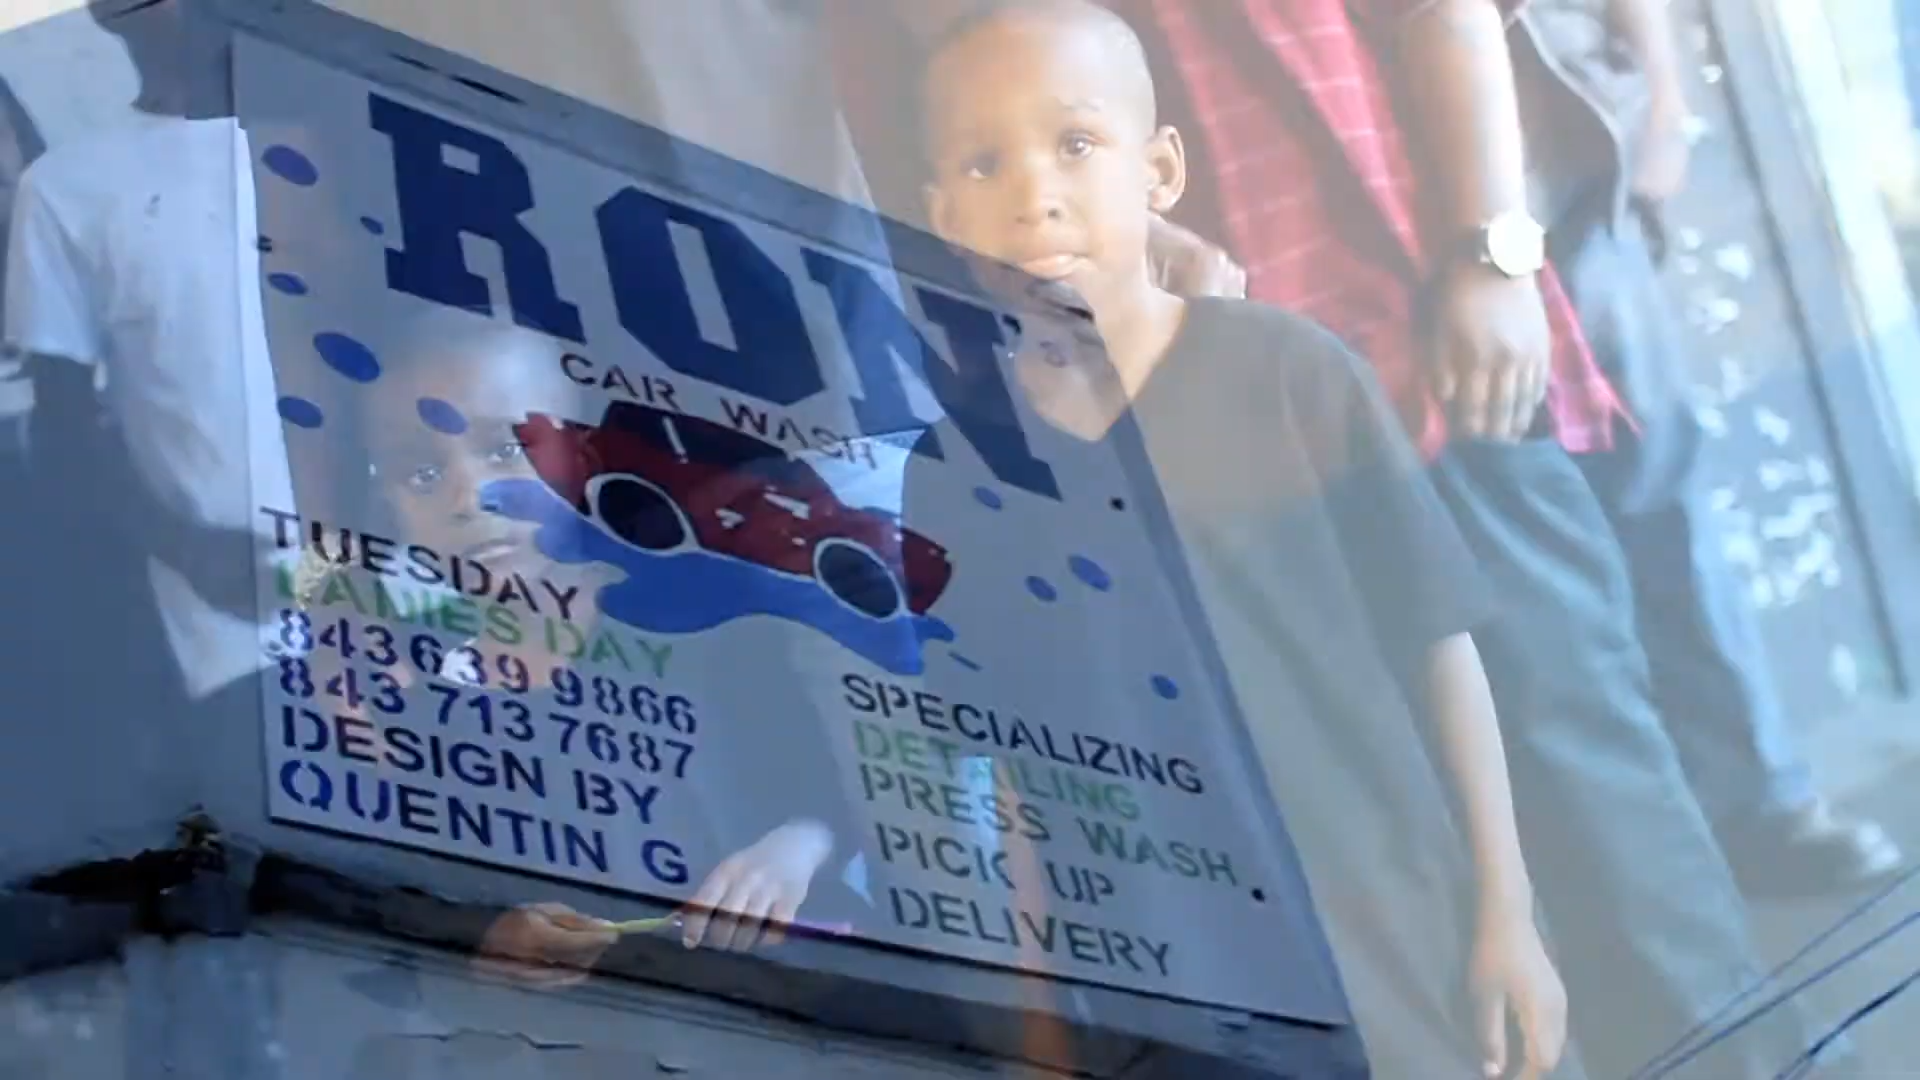 RON
CAR WASH
TUESDAY
LADIES DAY
843 639 9866
843 713 7687
DESIGN BY
QUENTIN G
SPECIALIZING
DETAILING
PRESS WASH.
PICK UP
DELIVERY